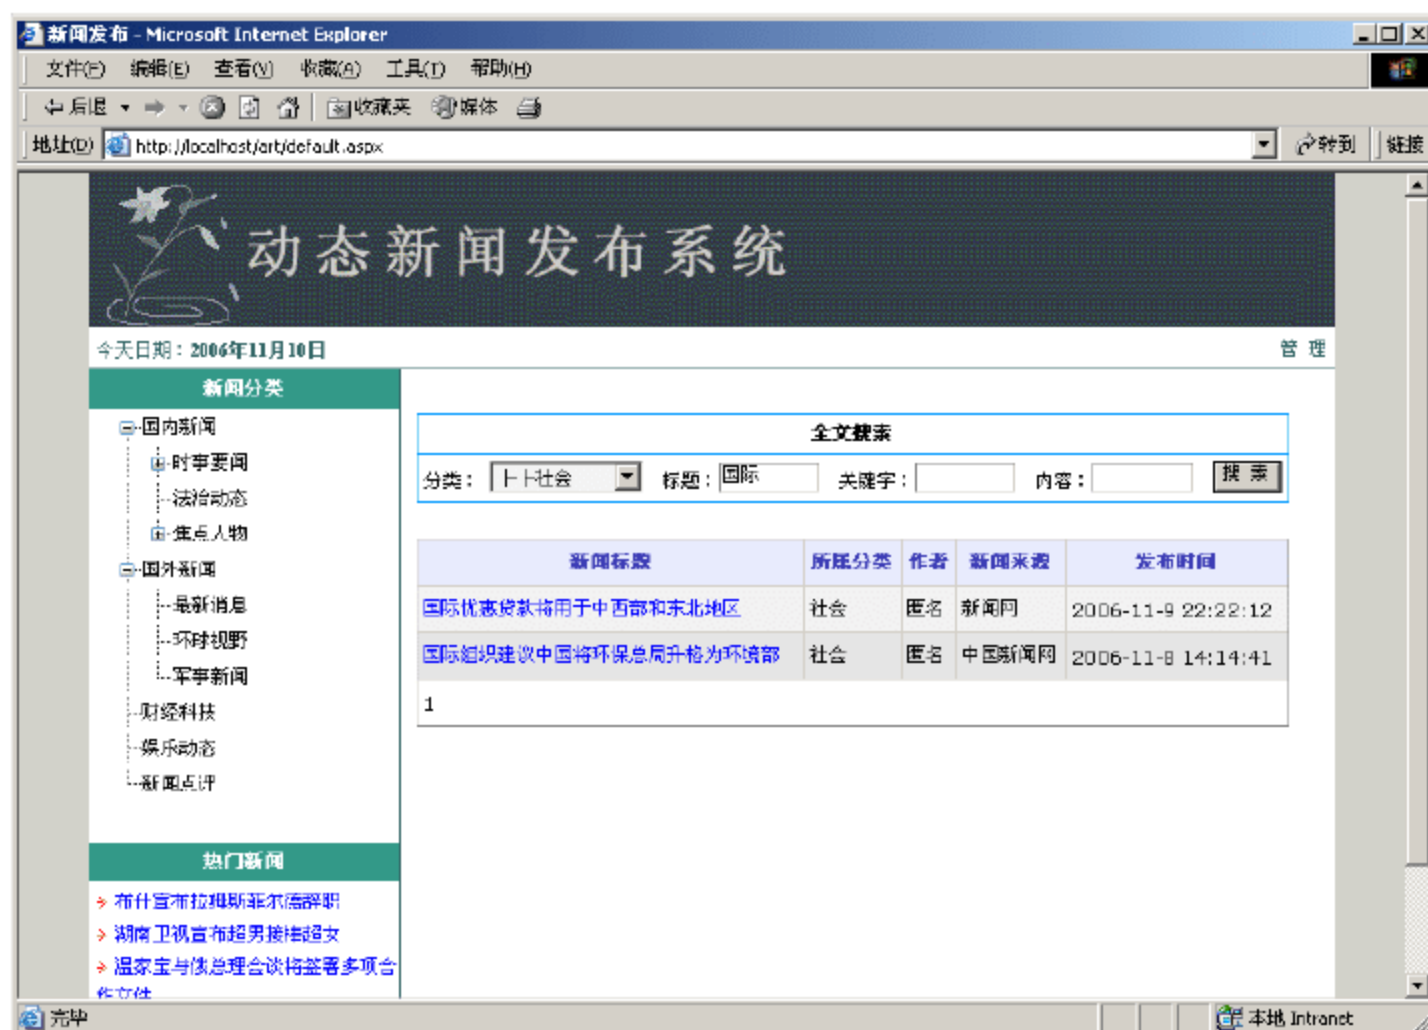 新闻发布 - Microsoft Internet Explorer
文件(F) 编辑(E) 查看(V) 收藏(A) 工具(T) 帮助(H)
后退 收藏夹 媒体
地址(D) http://localhost/art/default.aspx 转到 链接
动态新闻发布系统
今天日期：2006年11月10日 管 理
新闻分类
国内新闻
时事要闻
法治动态
焦点人物
国外新闻
最新消息
环球视野
军事新闻
财经科技
娱乐动态
新闻点评
热门新闻
布什宣布拉姆斯菲尔德辞职
湖南卫视宣布超男接棒超女
温家宝与俄总理会谈将签署多项合
作文件
全文搜索
分类： ├├社会 标题：国际 关键字： 内容： 搜 索
新闻标题 所属分类 作者 新闻来源 发布时间
国际优惠贷款将用于中西部和东北地区 社会 匿名 新闻网 2006-11-9 22:22:12
国际组织建议中国将环保总局升格为环境部 社会 匿名 中国新闻网 2006-11-8 14:14:41
1
完毕 本地 Intranet